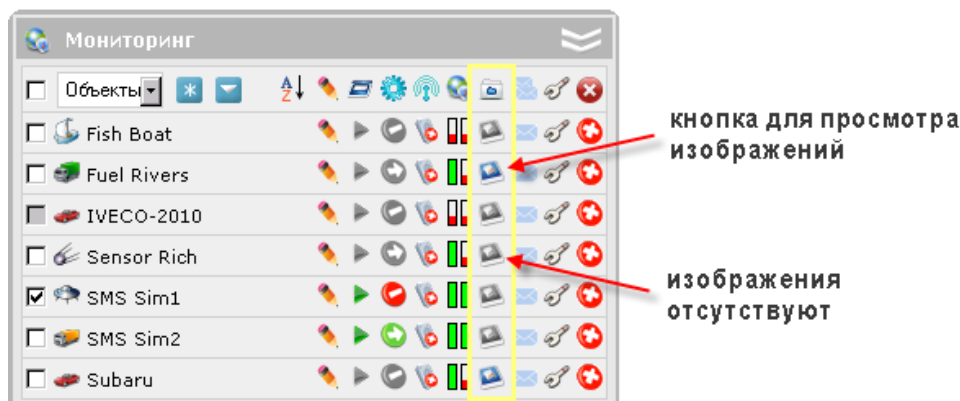 Мониторинг
Объекты
Fish Boat
Fuel Rivers
IVECO-2010
Sensor Rich
SMS Sim1
SMS Sim2
Subaru
кнопка для просмотра
изображений
изображения
отсутствуют